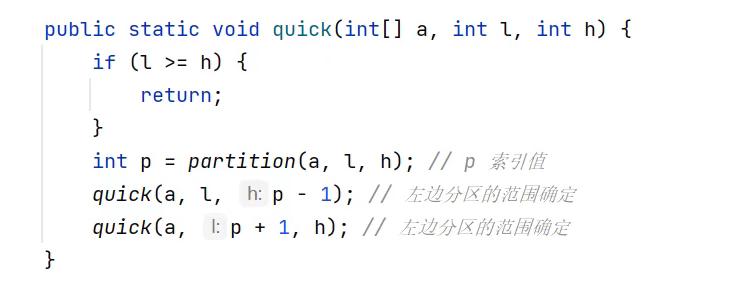 public static void quick(int[] a, int l, int h) {
    if (l >= h) {
        return;
    }
    int p = partition(a, l, h); // p 索引值
    quick(a, l, h: p - 1); // 左边分区的范围确定
    quick(a, l: p + 1, h); // 左边分区的范围确定
}